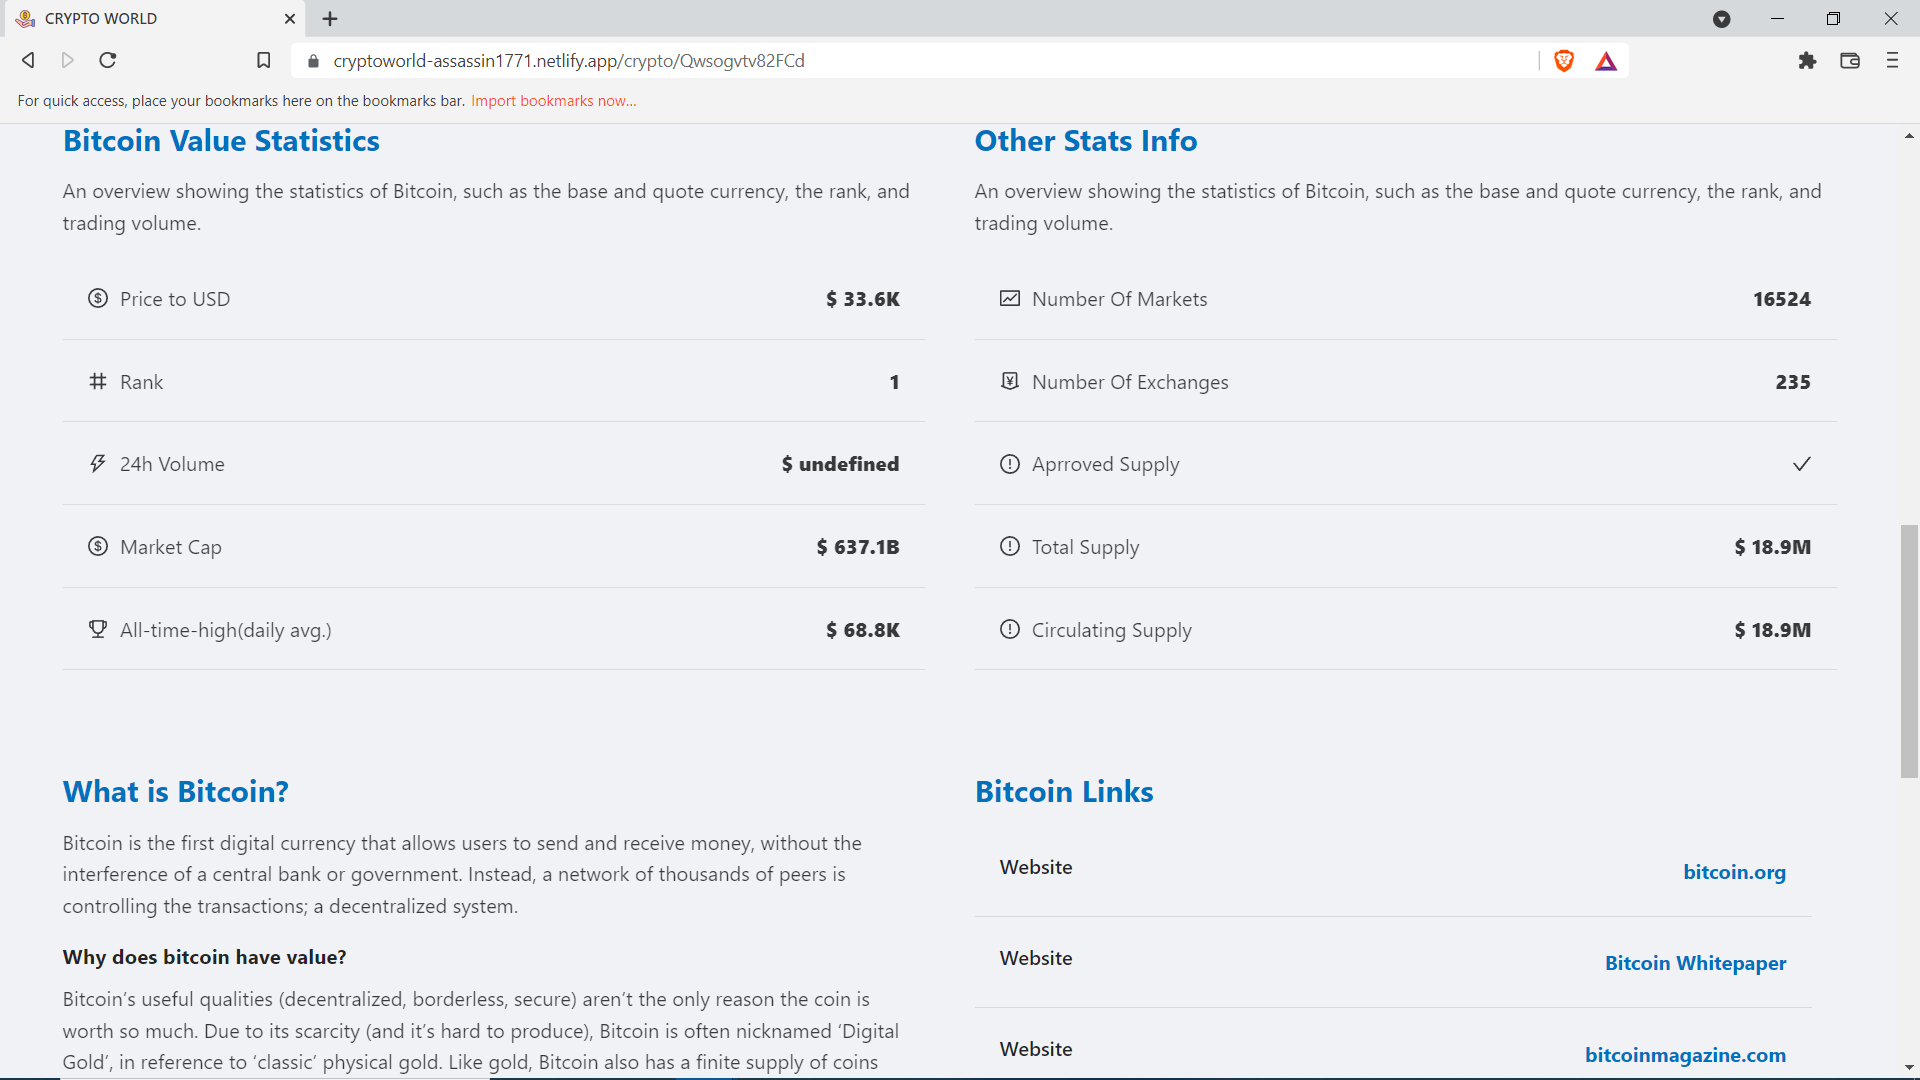 CRYPTO WORLD
cryptoworld-assassin1771.netlify.app/crypto/Qwsogvtv82FCd
For quick access, place your bookmarks here on the bookmarks bar. Import bookmarks now...
Bitcoin Value Statistics
An overview showing the statistics of Bitcoin, such as the base and quote currency, the rank, and
trading volume.
Price to USD $ 33.6K
Rank 1
24h Volume $ undefined
Market Cap $ 637.1B
All-time-high(daily avg.) $ 68.8K
Other Stats Info
An overview showing the statistics of Bitcoin, such as the base and quote currency, the rank, and
trading volume.
Number Of Markets 16524
Number Of Exchanges 235
Aprroved Supply
Total Supply $ 18.9M
Circulating Supply $ 18.9M
What is Bitcoin?
Bitcoin is the first digital currency that allows users to send and receive money, without the
interference of a central bank or government. Instead, a network of thousands of peers is
controlling the transactions; a decentralized system.
Why does bitcoin have value?
Bitcoin’s useful qualities (decentralized, borderless, secure) aren’t the only reason the coin is
worth so much. Due to its scarcity (and it’s hard to produce), Bitcoin is often nicknamed ‘Digital
Gold’, in reference to ‘classic’ physical gold. Like gold, Bitcoin also has a finite supply of coins
Bitcoin Links
Website bitcoin.org
Website Bitcoin Whitepaper
Website bitcoinmagazine.com